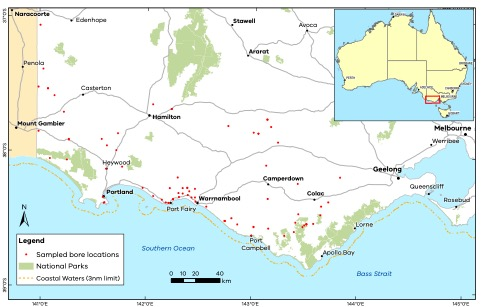 Naracoorte
Edenhope
Stawell
Avoca
Ararat
Penola
Casterton
Hamilton
Mount Gambier
Melbourne
Werribee
Heywood
Geelong
Camperdown
Queenscliff
Portland
Warrnambool
Colac
Rosebud
Port Fairy
Lorne
Port
Campbell
Apollo Bay
Southern Ocean
Bass Strait
N
Legend
Sampled bore locations
National Parks
Coastal Waters (3nm limit)
0 10 20 40
km
141°0'E
142°0'E
143°0'E
144°0'E
145°0'E
37°0'S
38°0'S
39°0'S